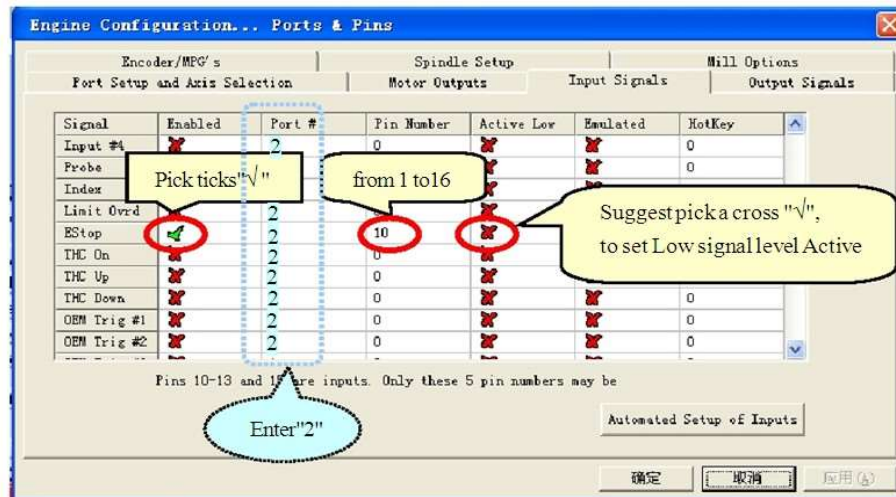 Engine Configuration... Ports & Pins
Encoder/MPG's Spindle Setup Mill Options
Port Setup and Axis Selection Motor Outputs Input Signals Output Signals
Signal Enabled Port # Pin Number Active Low Emulated HotKey
Input #4 2 0 0
Probe 0
Pick ticks"√" from 1 to16
Index
Limit Ovrd 2
Suggest pick a cross "√",
to set Low signal level Active
EStop 2 10
THC On 2 0
THC Up 2 0
THC Down 2 0 0
OEM Trig #1 2 0 0
OEM Trig #2 2 0 0
Pins 10-13 and 15 are inputs. Only these 5 pin numbers may be
Enter"2"
Automated Setup of Inputs
确定 取消 应用(A)